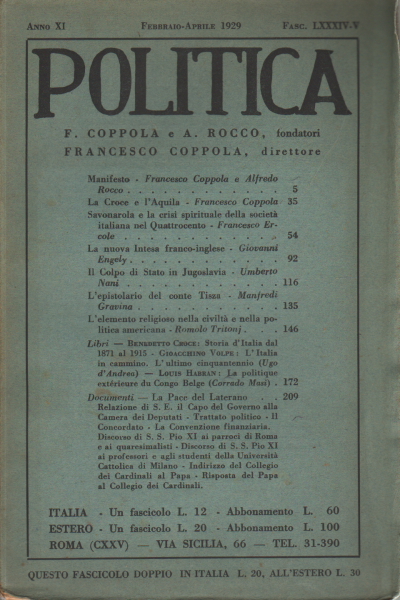 ANNO XI FEBBRAIO-APRILE 1929 FASC. LXXXIV-V
POLITICA
F. COPPOLA e A. ROCCO, fondatori
FRANCESCO COPPOLA, direttore
Manifesto - Francesco Coppola e Alfredo
Rocco . . . . . . . . . . . . 5
La Croce e l'Aquila - Francesco Coppola 35
Savonarola e la crisi spirituale della società
italiana nel Quattrocento - Francesco Er-
cole . . . . . . . . . . . . 54
La nuova Intesa franco-inglese - Giovanni
Engely . . . . . . . . . . . 92
Il Colpo di Stato in Jugoslavia - Umberto
Nani . . . . . . . . . . . . 116
L'epistolario del conte Tisza - Manfredi
Gravina . . . . . . . . . . . 135
L'elemento religioso nella civiltà e nella po-
litica americana - Romolo Tritonj . . . . 146
Libri — BENEDETTO CROCE: Storia d'Italia dal
1871 al 1915 - GIOACCHINO VOLPE: L'Italia
in cammino. L'ultimo cinquantennio (Ugo
d'Andrea) — LOUIS HABRAN: La politique
extérieure du Congo Belge (Corrado Masi) . 172
Documenti — La Pace del Laterano . . 209
Relazione di S. E. il Capo del Governo alla
Camera dei Deputati - Trattato politico - Il
Concordato - La Convenzione finanziaria.
Discorso di S. S. Pio XI ai parroci di Roma
e ai quaresimalisti - Discorso di S. S. Pio XI
ai professori e agli studenti della Università
Cattolica di Milano - Indirizzo del Collegio
dei Cardinali al Papa - Risposta del Papa
al Collegio dei Cardinali.
ITALIA - Un fascicolo L. 12 - Abbonamento L. 60
ESTERO - Un fascicolo L. 20 - Abbonamento L. 100
ROMA (CXXV) — VIA SICILIA, 66 — TEL. 31-390
QUESTO FASCICOLO DOPPIO IN ITALIA L. 20, ALL'ESTERO L. 30